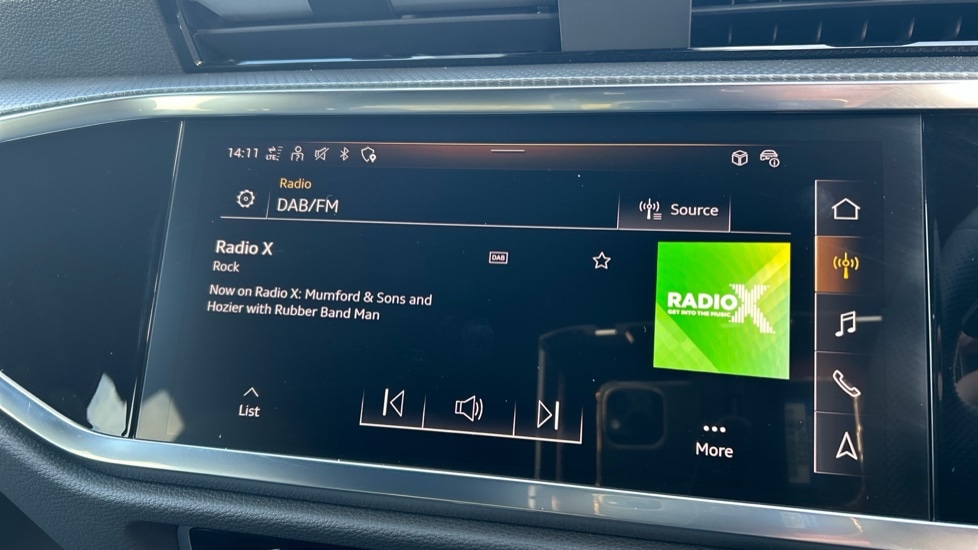 14:11
Radio
DAB/FM
Source
Radio X
DAB
Rock
Now on Radio X: Mumford & Sons and
Hozier with Rubber Band Man
RADIO X
GET INTO THE MUSIC
List
More